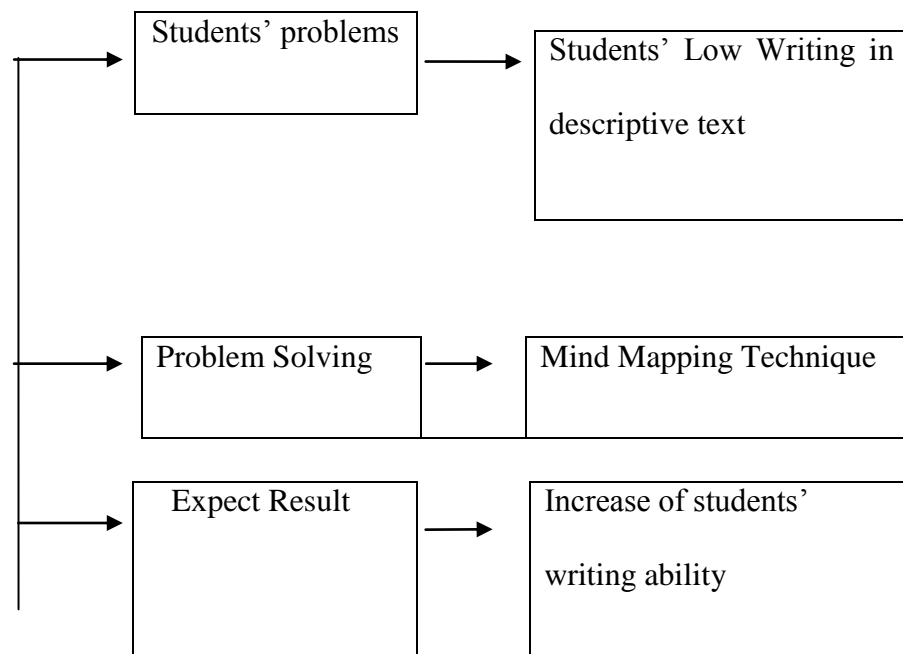 Students’ problems
Students’ Low Writing in
descriptive text
Problem Solving
Mind Mapping Technique
Expect Result
Increase of students’
writing ability